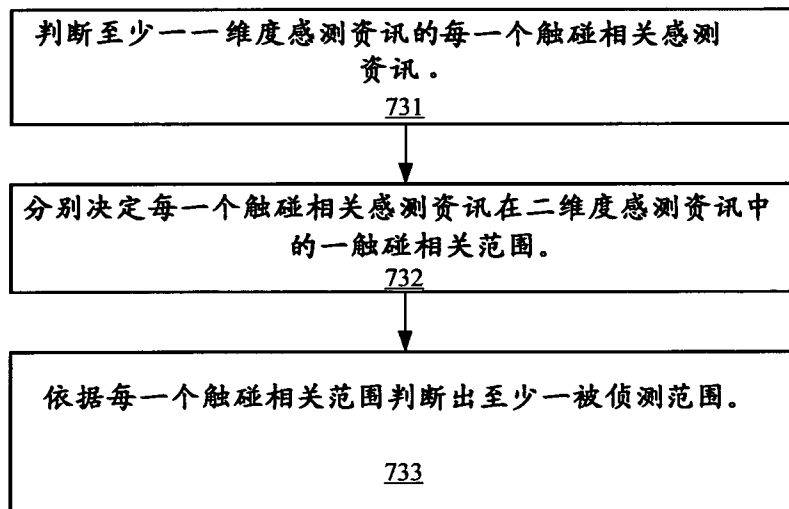 判断至少一一维度感测资讯的每一个触碰相关感测
资讯。
731
分别决定每一个触碰相关感测资讯在二维度感测资讯中
的一触碰相关范围。
732
依据每一个触碰相关范围判断出至少一被侦测范围。
733